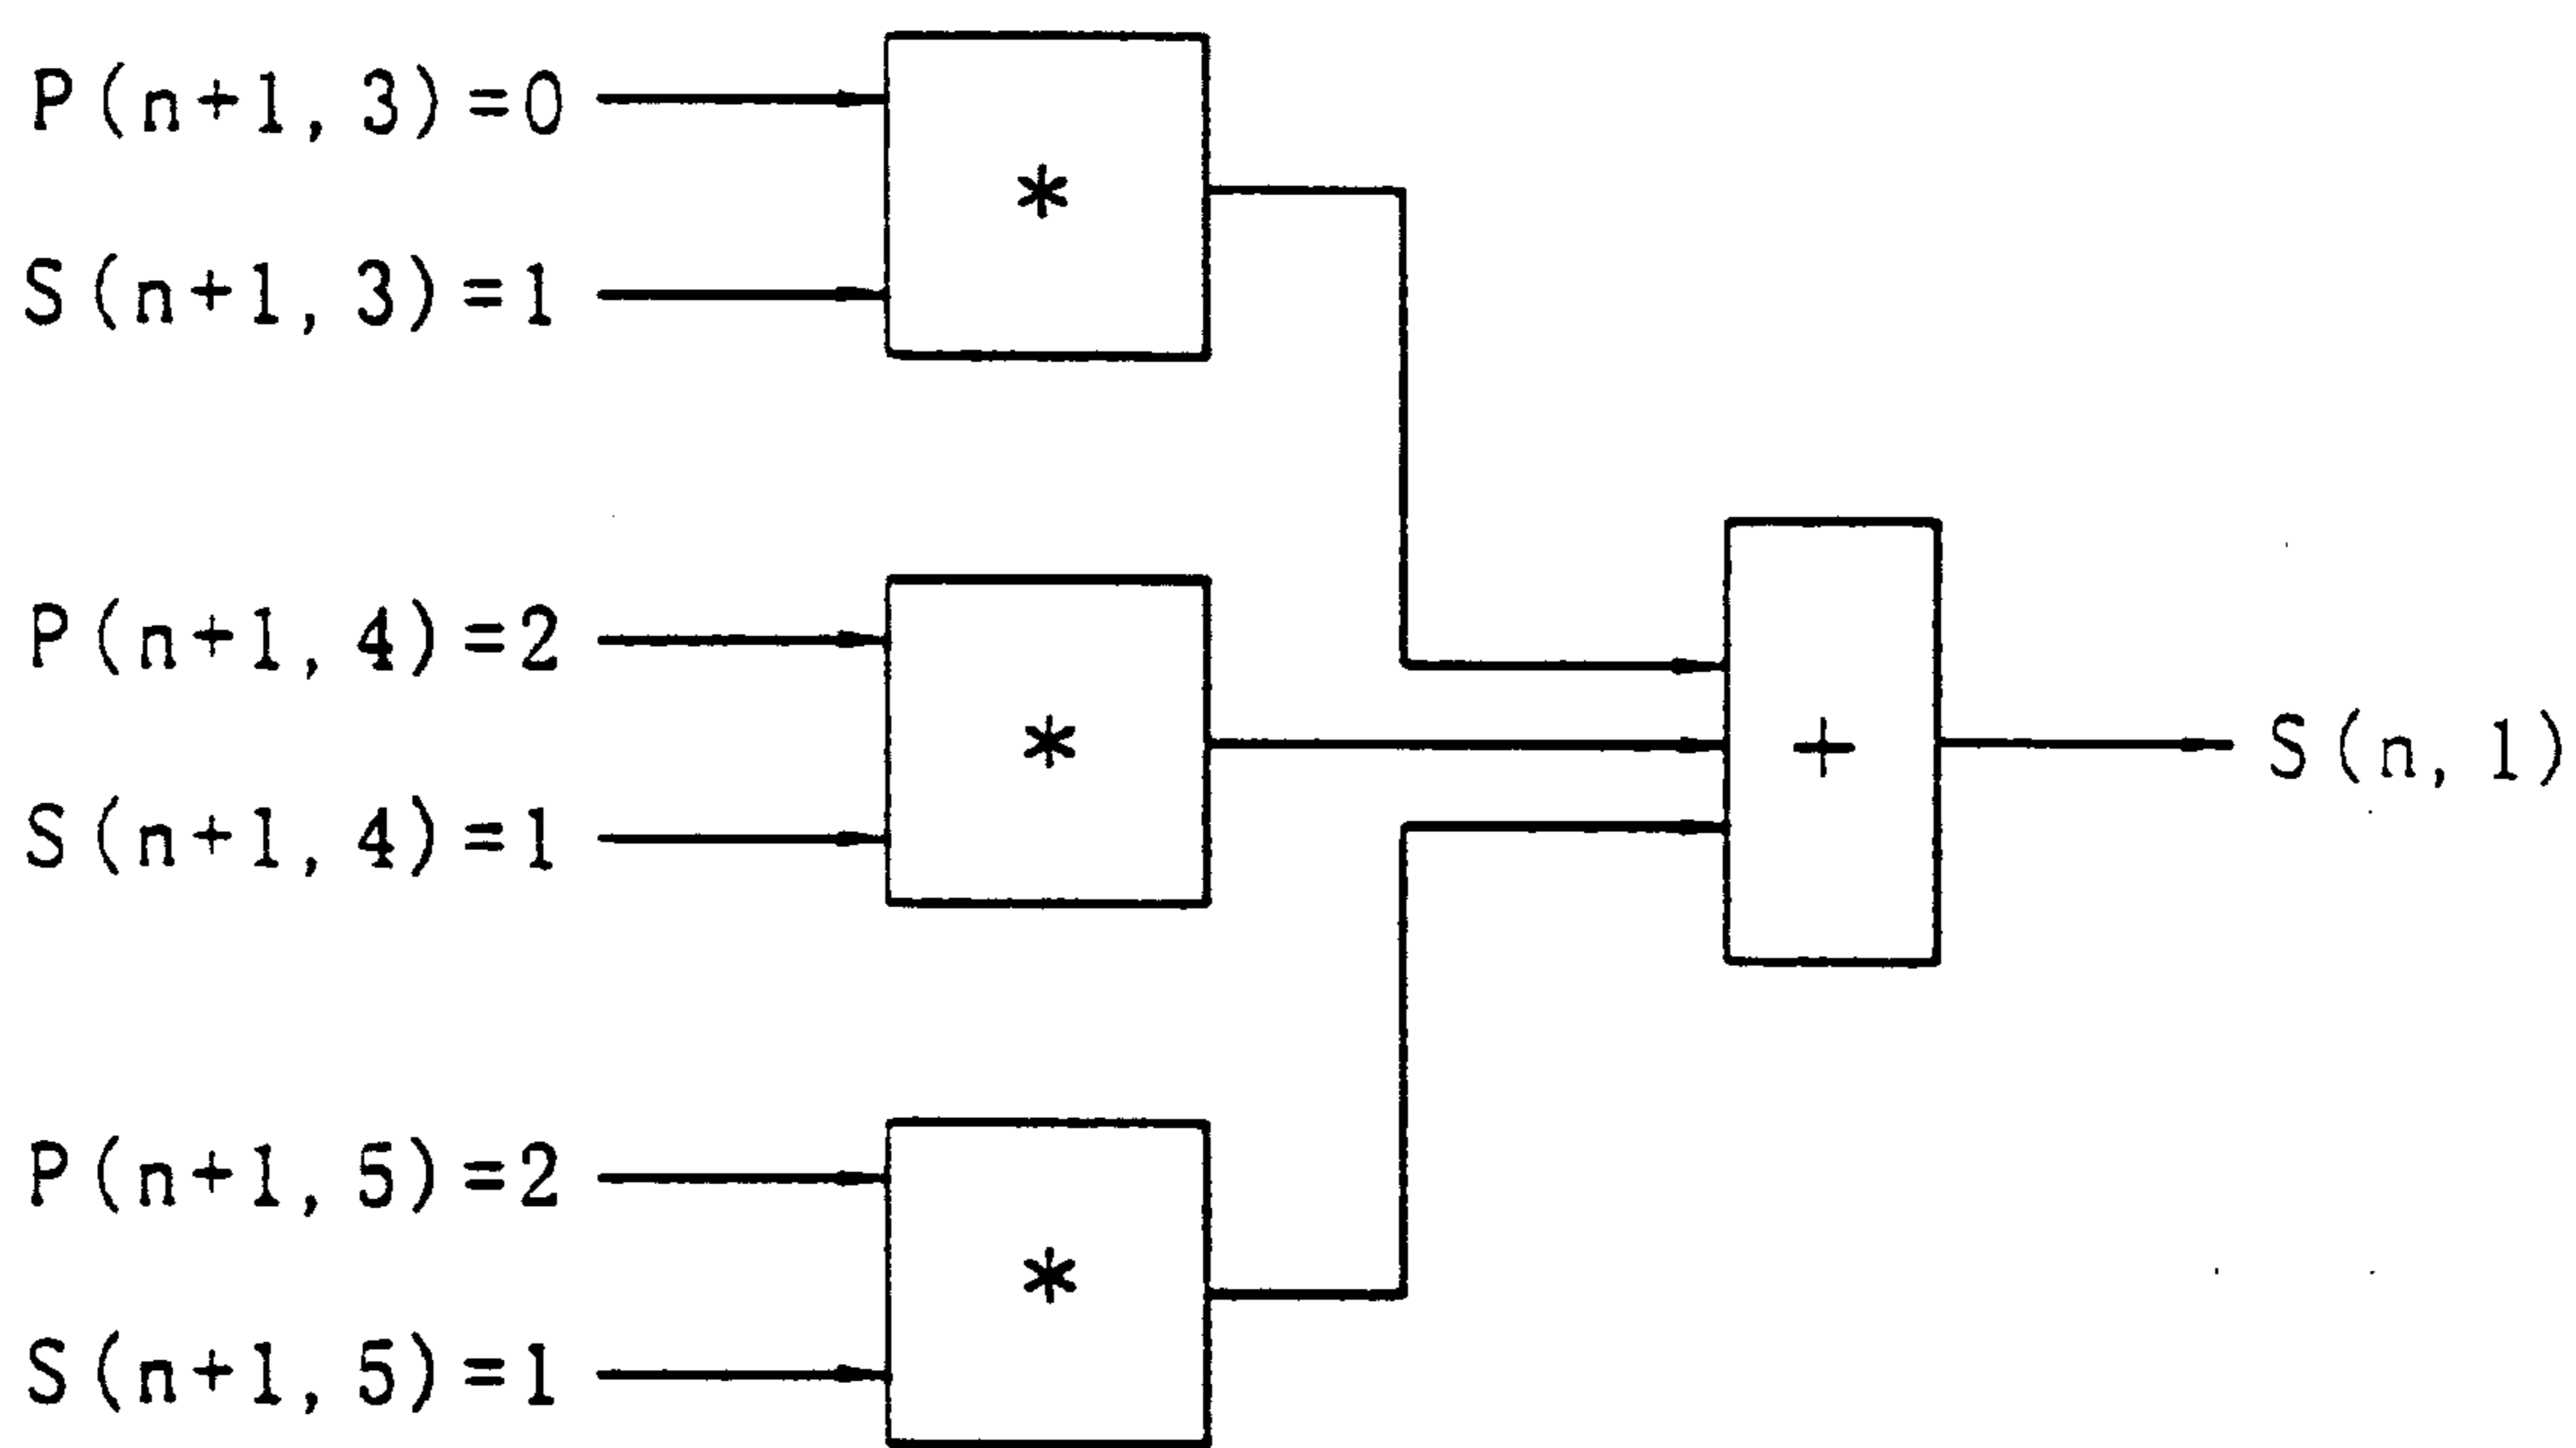 P(n+1, 3)=0
*
S(n+1, 3)=1
P(n+1, 4)=2
*
+
S(n, 1)
S(n+1, 4)=1
P(n+1, 5)=2
*
S(n+1, 5)=1